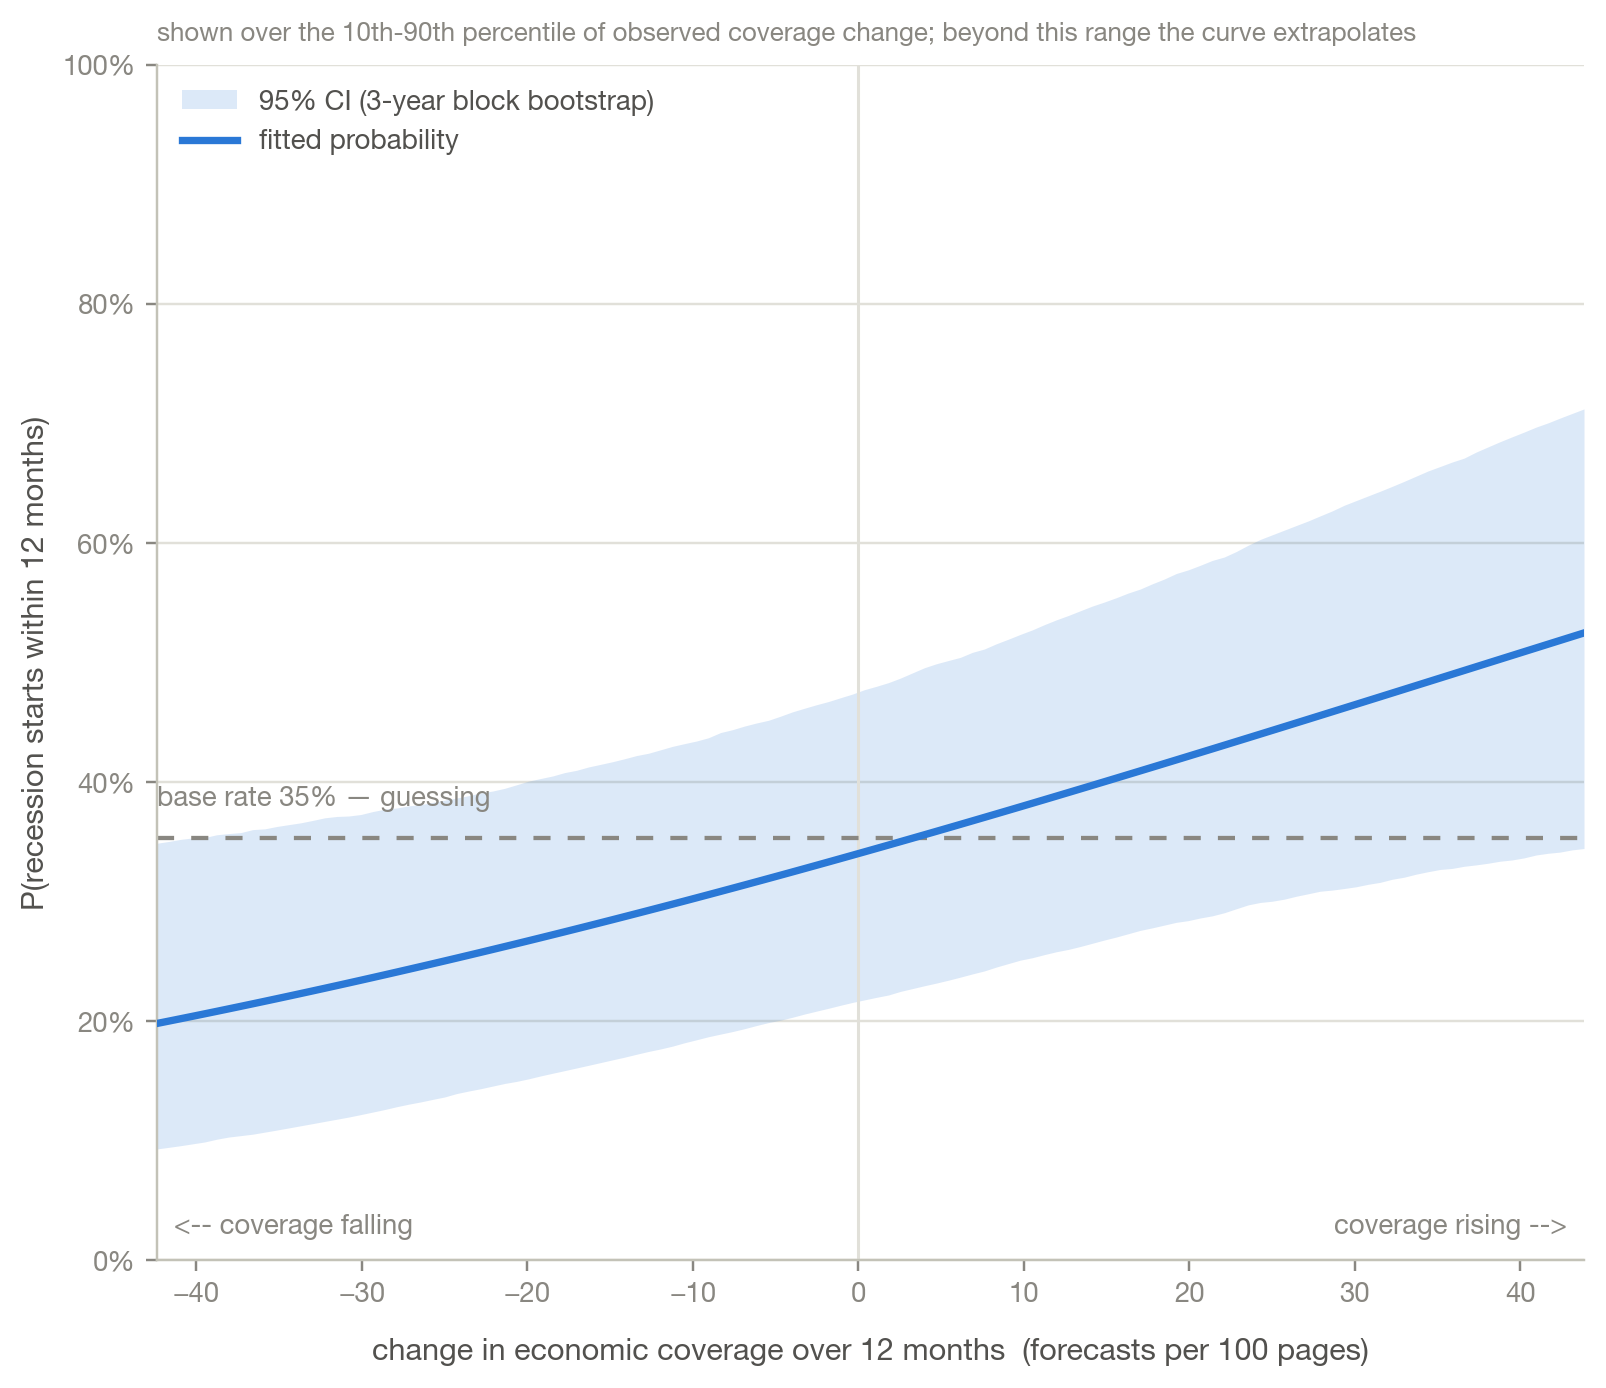 shown over the 10th-90th percentile of observed coverage change; beyond this range the curve extrapolates
100%
95% CI (3-year block bootstrap)
fitted probability
80%
60%
40%
base rate 35% — guessing
20%
0%
P(recession starts within 12 months)
<-- coverage falling
coverage rising -->
−40
−30
−20
−10
0
10
20
30
40
change in economic coverage over 12 months  (forecasts per 100 pages)